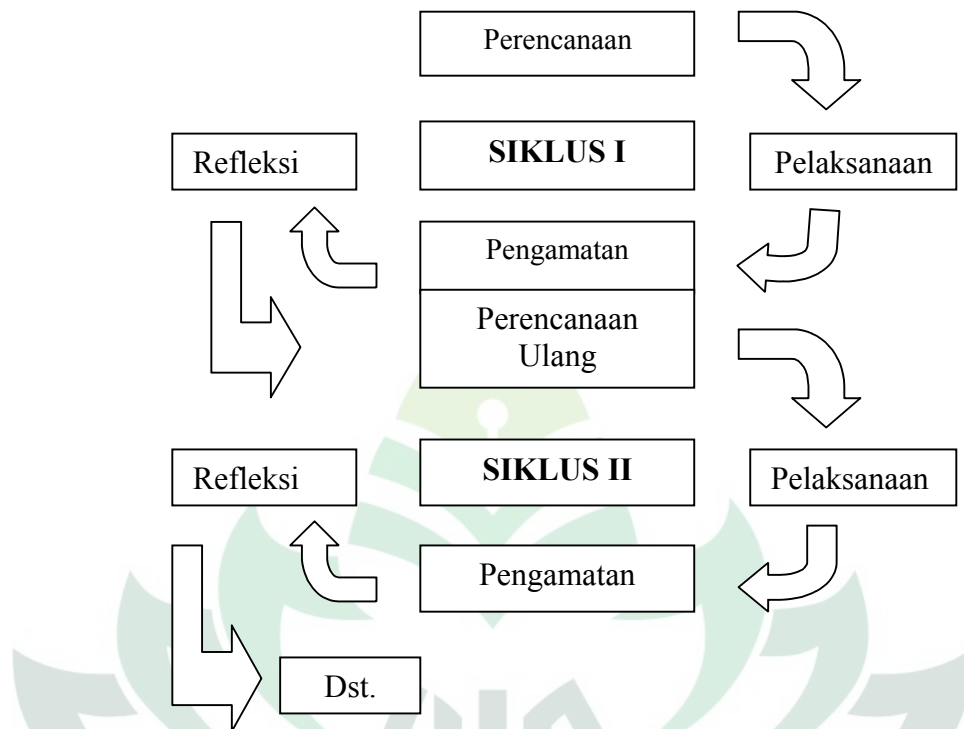 Perencanaan
Refleksi
SIKLUS I
Pelaksanaan
Pengamatan
Perencanaan
Ulang
Refleksi
SIKLUS II
Pelaksanaan
Pengamatan
Dst.